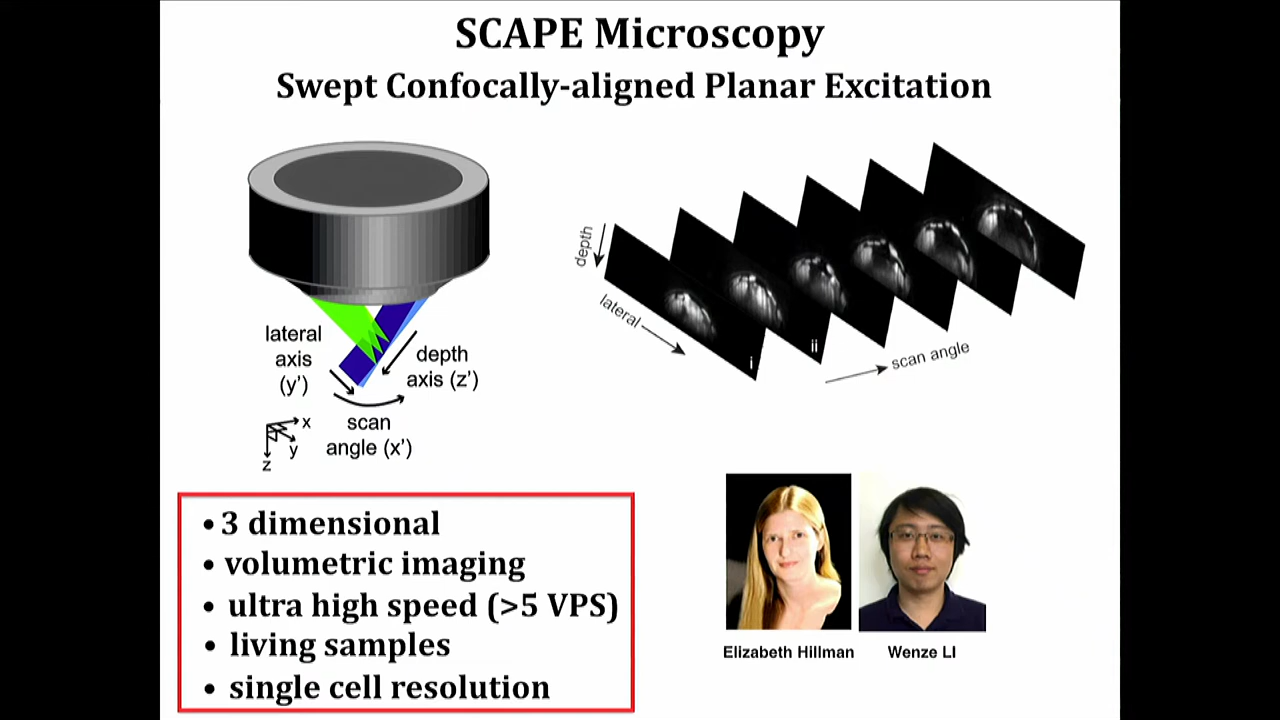 SCAPE Microscopy
Swept Confocally-aligned Planar Excitation
lateral
axis
(y')
depth
axis (z')
scan
angle (x')
x
y
z
depth
lateral
i
ii
scan angle
• 3 dimensional
• volumetric imaging
• ultra high speed (>5 VPS)
• living samples
• single cell resolution
Elizabeth Hillman
Wenze LI